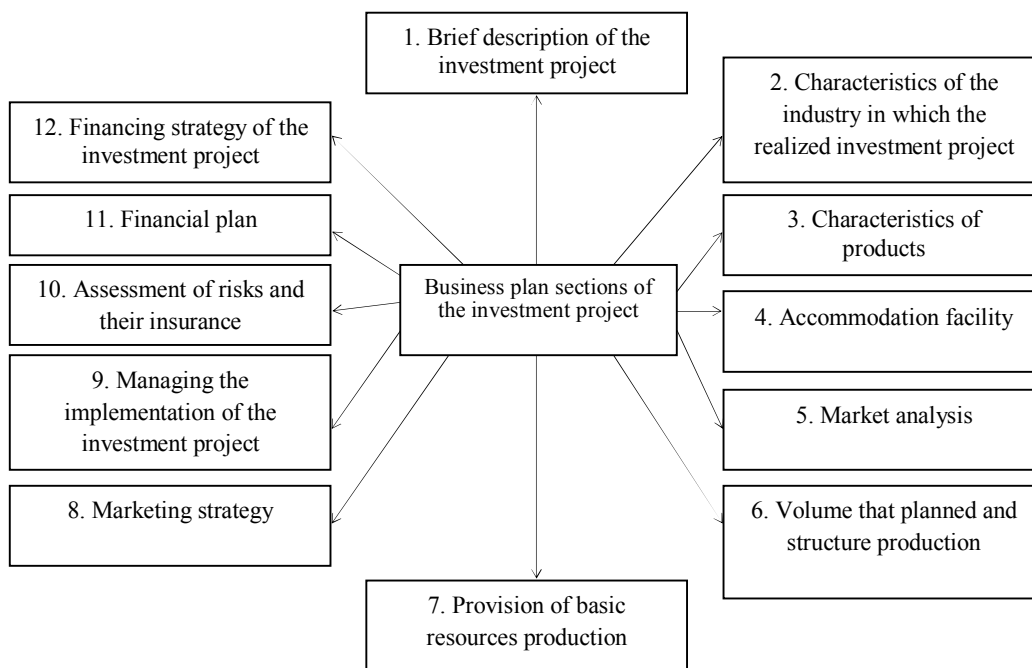 1. Brief description of the
investment project
2. Characteristics of the
industry in which the
realized investment project
3. Characteristics of
products
4. Accommodation facility
5. Market analysis
6. Volume that planned and
structure production
7. Provision of basic
resources production
8. Marketing strategy
9. Managing the
implementation of the
investment project
10. Assessment of risks and
their insurance
11. Financial plan
12. Financing strategy of the
investment project
Business plan sections of
the investment project